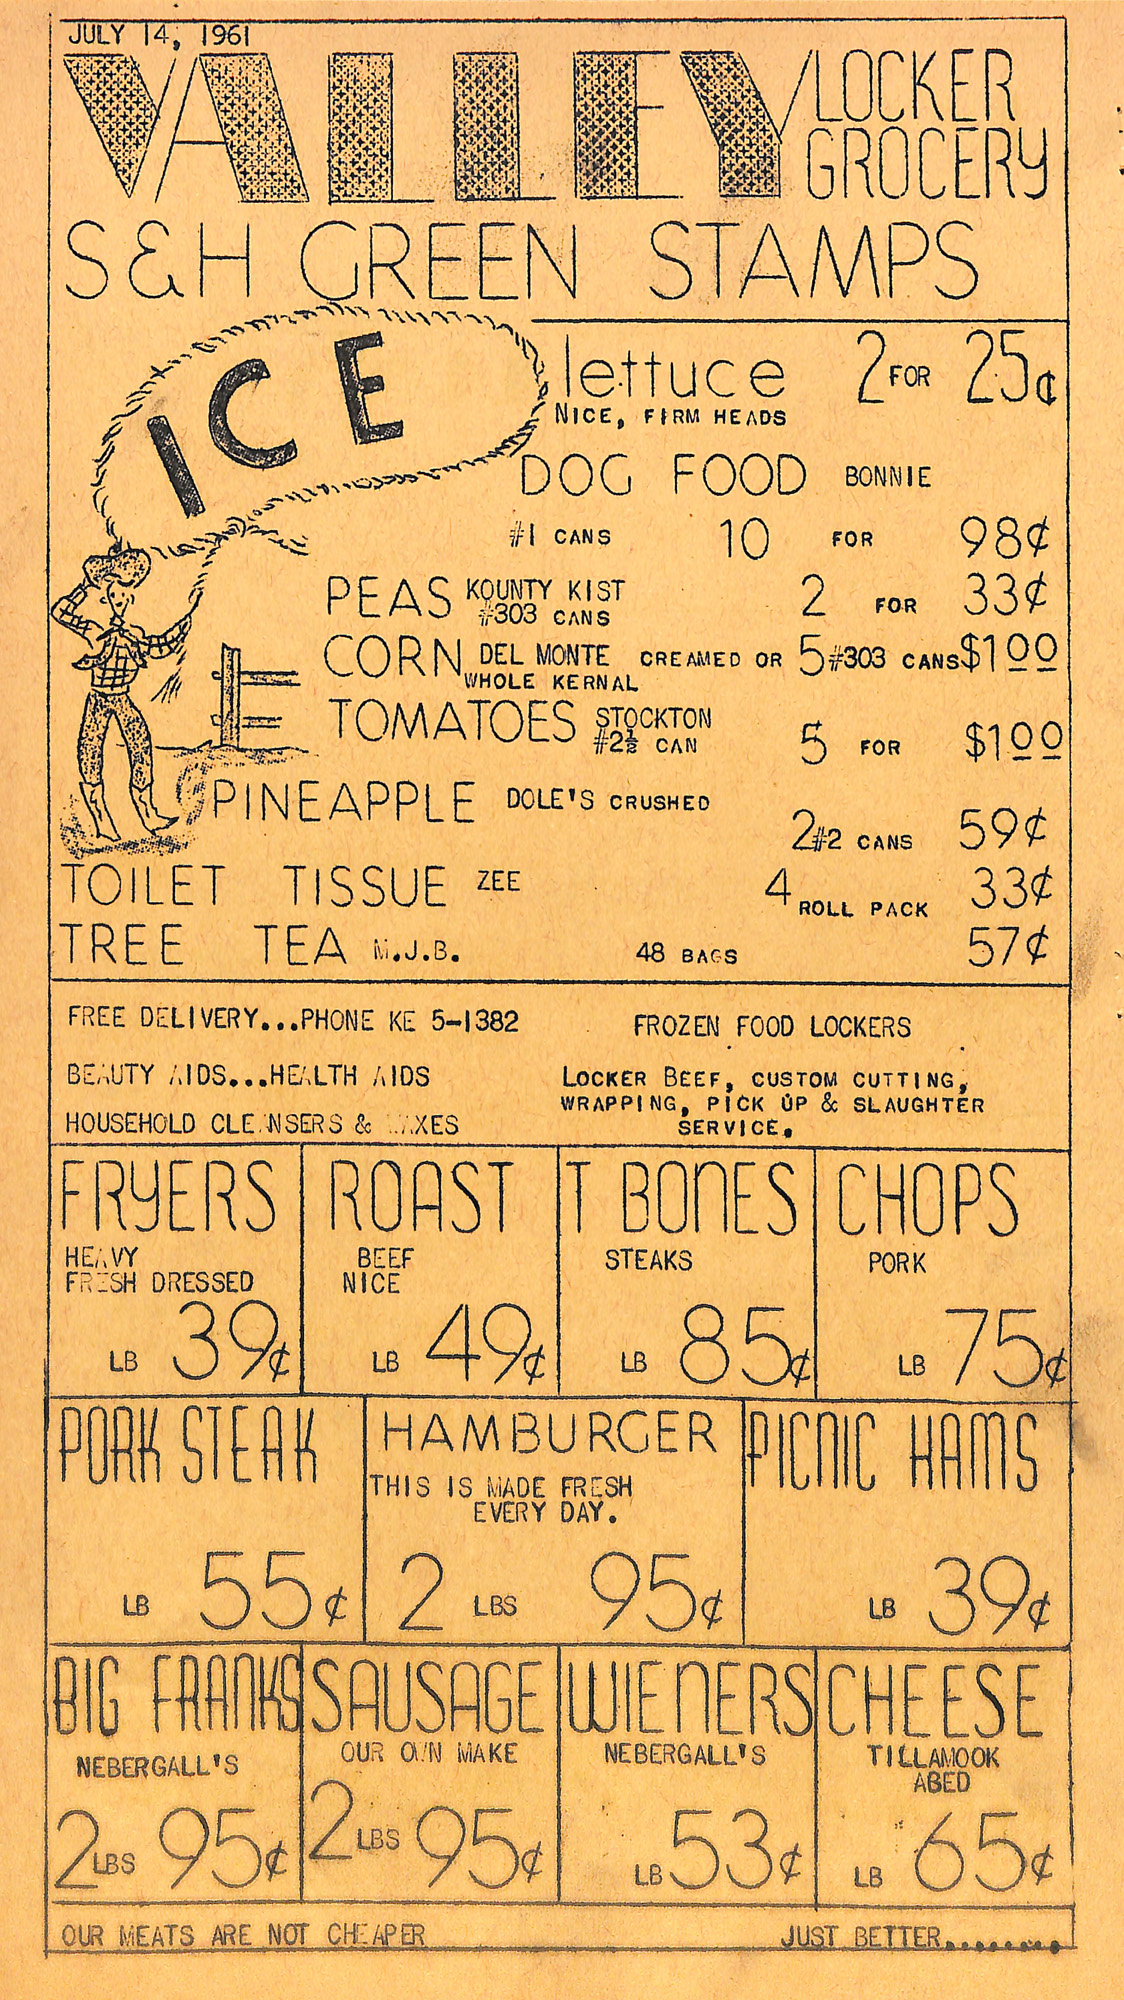 JULY 14, 1961
VALLEY LOCKER GROCERY
S&H GREEN STAMPS
ICE
lettuce 2 FOR 25¢
NICE, FIRM HEADS
DOG FOOD BONNIE
#1 CANS 10 FOR 98¢
PEAS KOUNTY KIST #303 CANS 2 FOR 33¢
CORN DEL MONTE CREAMED OR WHOLE KERNAL 5 #303 CANS $1.00
TOMATOES STOCKTON #2½ CAN 5 FOR $1.00
PINEAPPLE DOLE'S CRUSHED 2 #2 CANS 59¢
TOILET TISSUE ZEE 4 ROLL PACK 33¢
TREE TEA M.J.B. 48 BAGS 57¢
FREE DELIVERY...PHONE KE 5-1382
BEAUTY AIDS...HEALTH AIDS
HOUSEHOLD CLEANSERS & WAXES
FROZEN FOOD LOCKERS
LOCKER BEEF, CUSTOM CUTTING,
WRAPPING, PICK UP & SLAUGHTER
SERVICE.
FRYERS
HEAVY
FRESH DRESSED
LB 39¢
ROAST
BEEF
NICE
LB 49¢
T BONES
STEAKS
LB 85¢
CHOPS
PORK
LB 75¢
PORK STEAK
LB 55¢
HAMBURGER
THIS IS MADE FRESH
EVERY DAY.
2 LBS 95¢
PICNIC HAMS
LB 39¢
BIG FRANKS
NEBERGALL'S
2 LBS 95¢
SAUSAGE
OUR OWN MAKE
2 LBS 95¢
WIENERS
NEBERGALL'S
LB 53¢
CHEESE
TILLAMOOK
ABED
LB 65¢
OUR MEATS ARE NOT CHEAPER JUST BETTER........